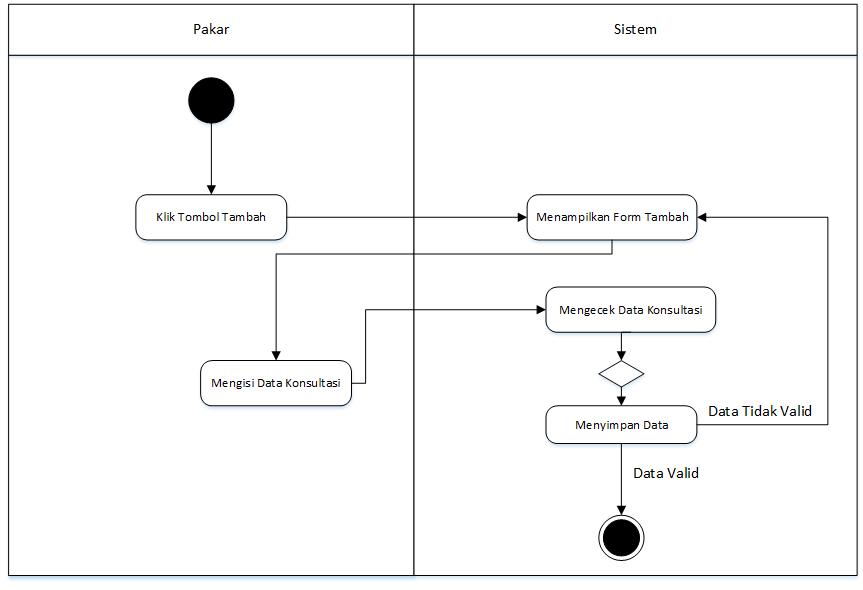 Pakar
Sistem
Klik Tombol Tambah
Menampilkan Form Tambah
Mengecek Data Konsultasi
Mengisi Data Konsultasi
Menyimpan Data
Data Tidak Valid
Data Valid